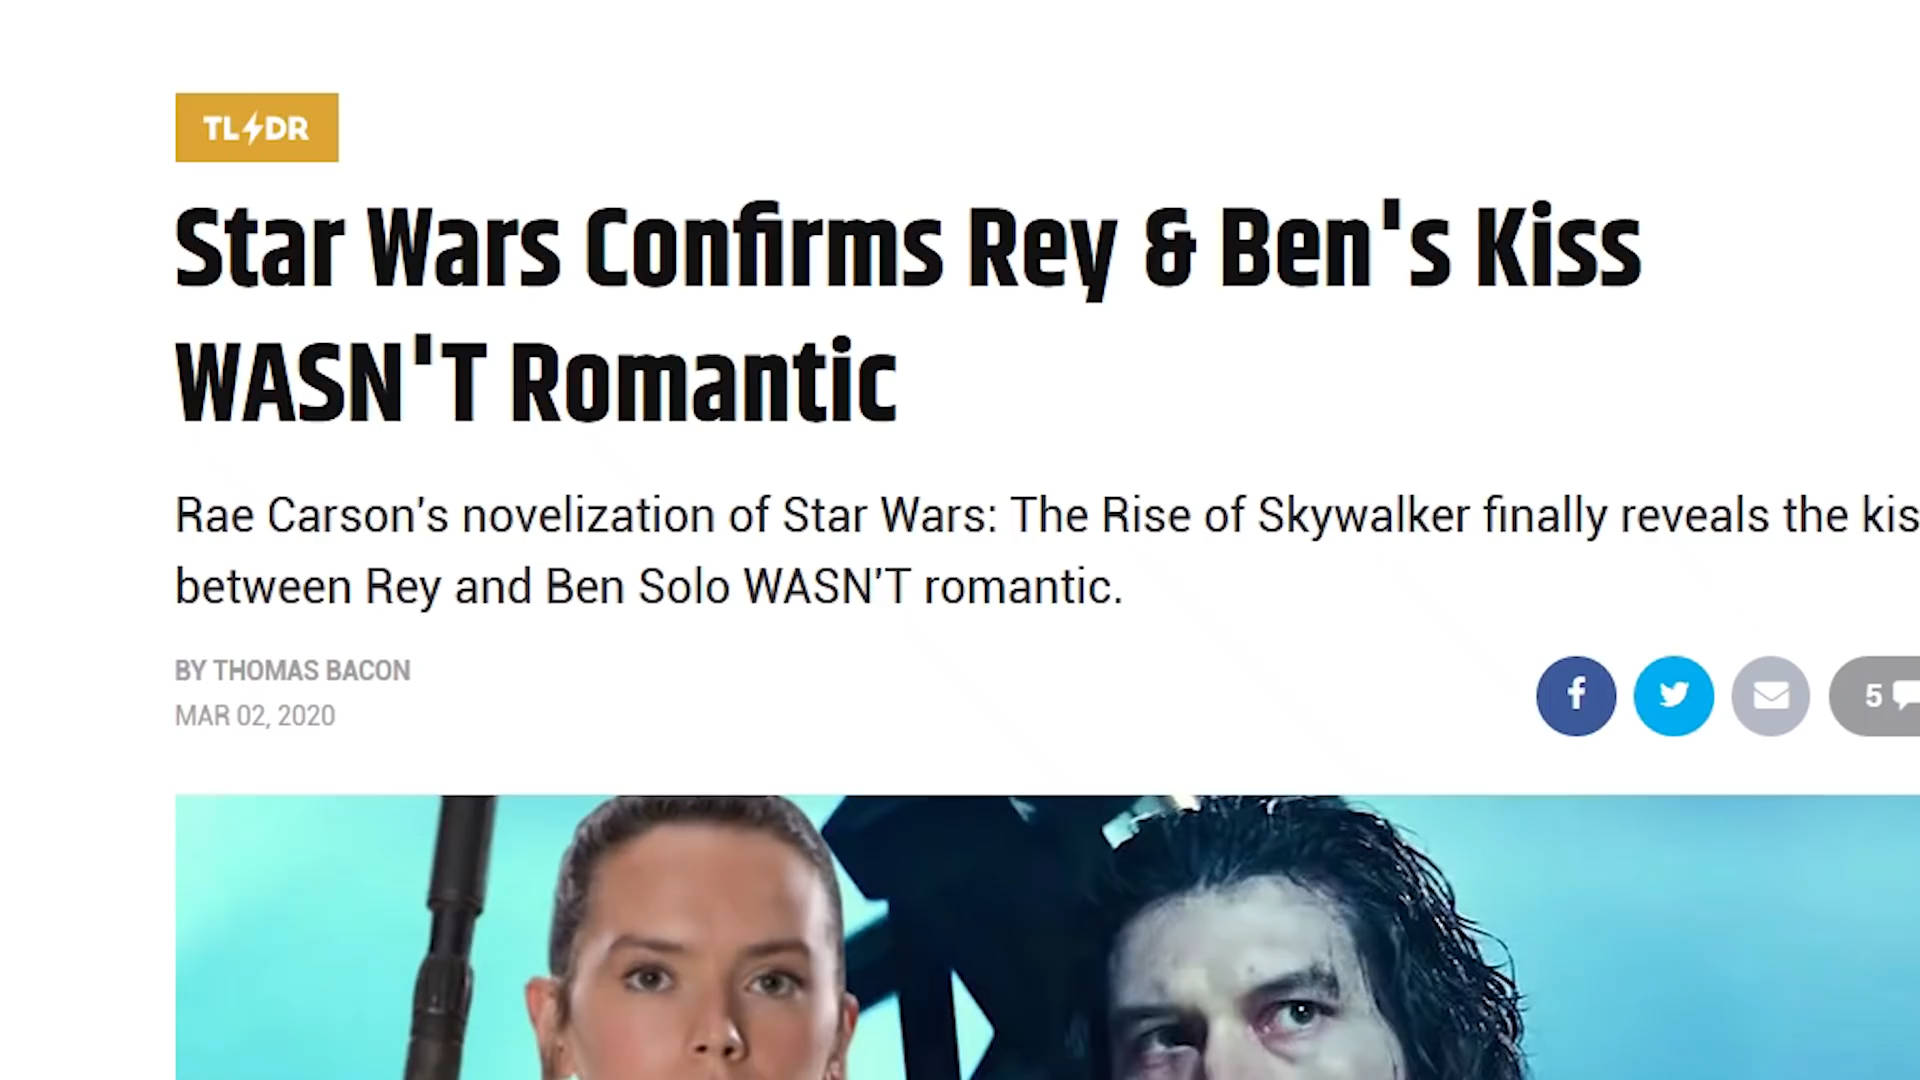 TL DR
Star Wars Confirms Rey & Ben's Kiss
WASN'T Romantic
Rae Carson's novelization of Star Wars: The Rise of Skywalker finally reveals the
between Rey and Ben Solo WASN'T romantic.
BY THOMAS BACON
MAR 02, 2020
5